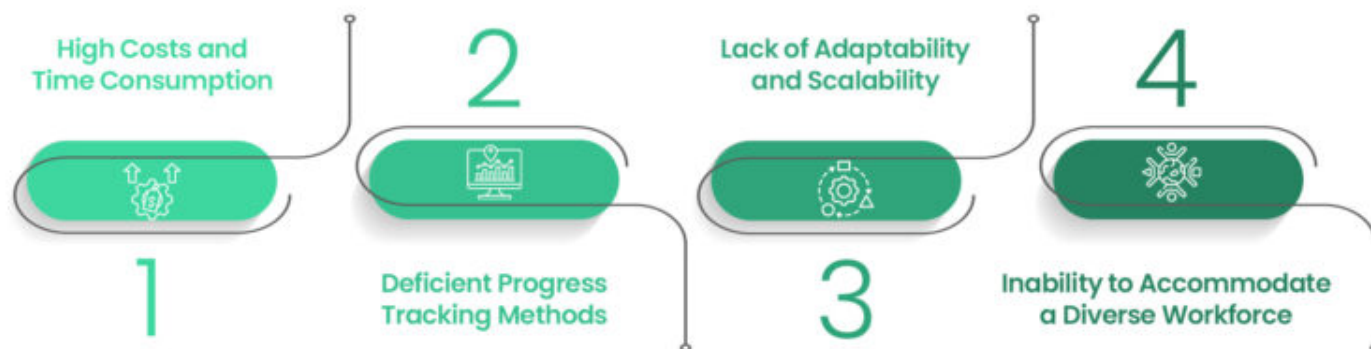 High Costs and
Time Consumption
1
2
Deficient Progress
Tracking Methods
Lack of Adaptability
and Scalability
3
4
Inability to Accommodate
a Diverse Workforce